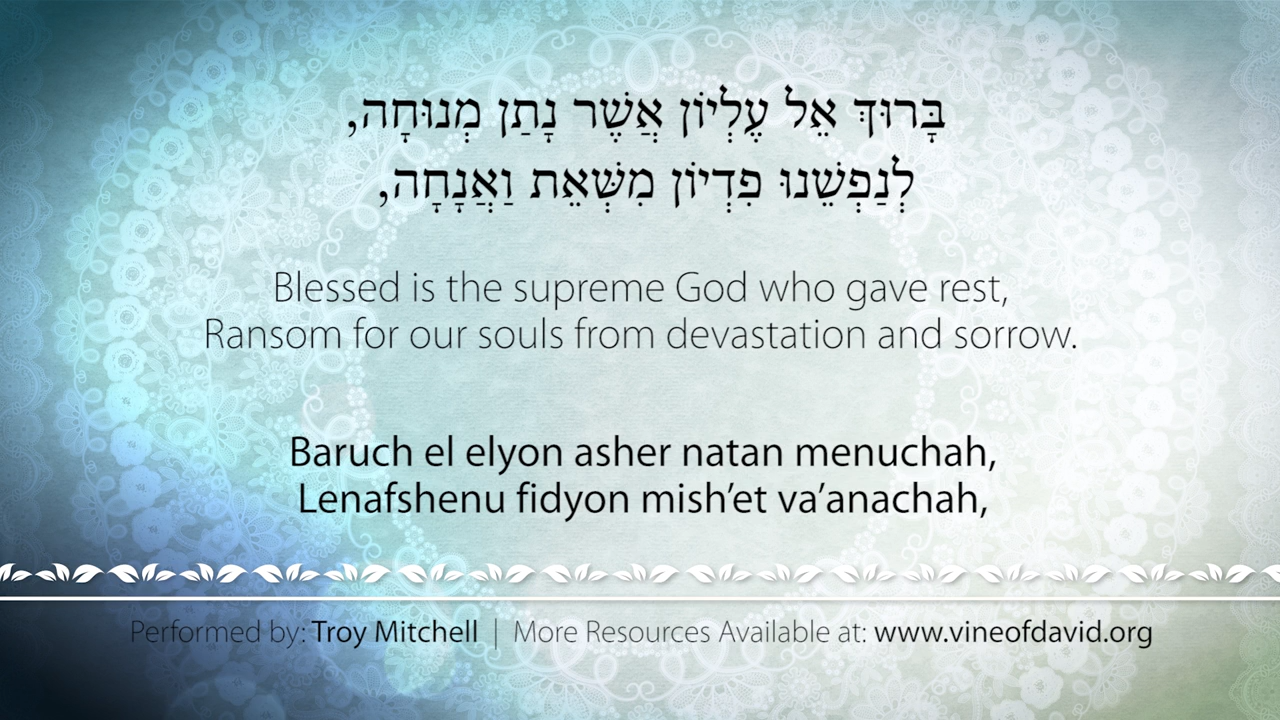 בָּרוּךְ אֵל עֶלְיוֹן אֲשֶׁר נָתַן מְנוּחָה,
לְנַפְשֵׁנוּ פִדְיוֹן מִשְּׁאֵת וַאֲנָחָה,
Blessed is the supreme God who gave rest,
Ransom for our souls from devastation and sorrow.
Baruch el elyon asher natan menuchah,
Lenafshenu fidyon mish’et va’anachah,
Performed by: Troy Mitchell | More Resources Available at: www.vineofdavid.org